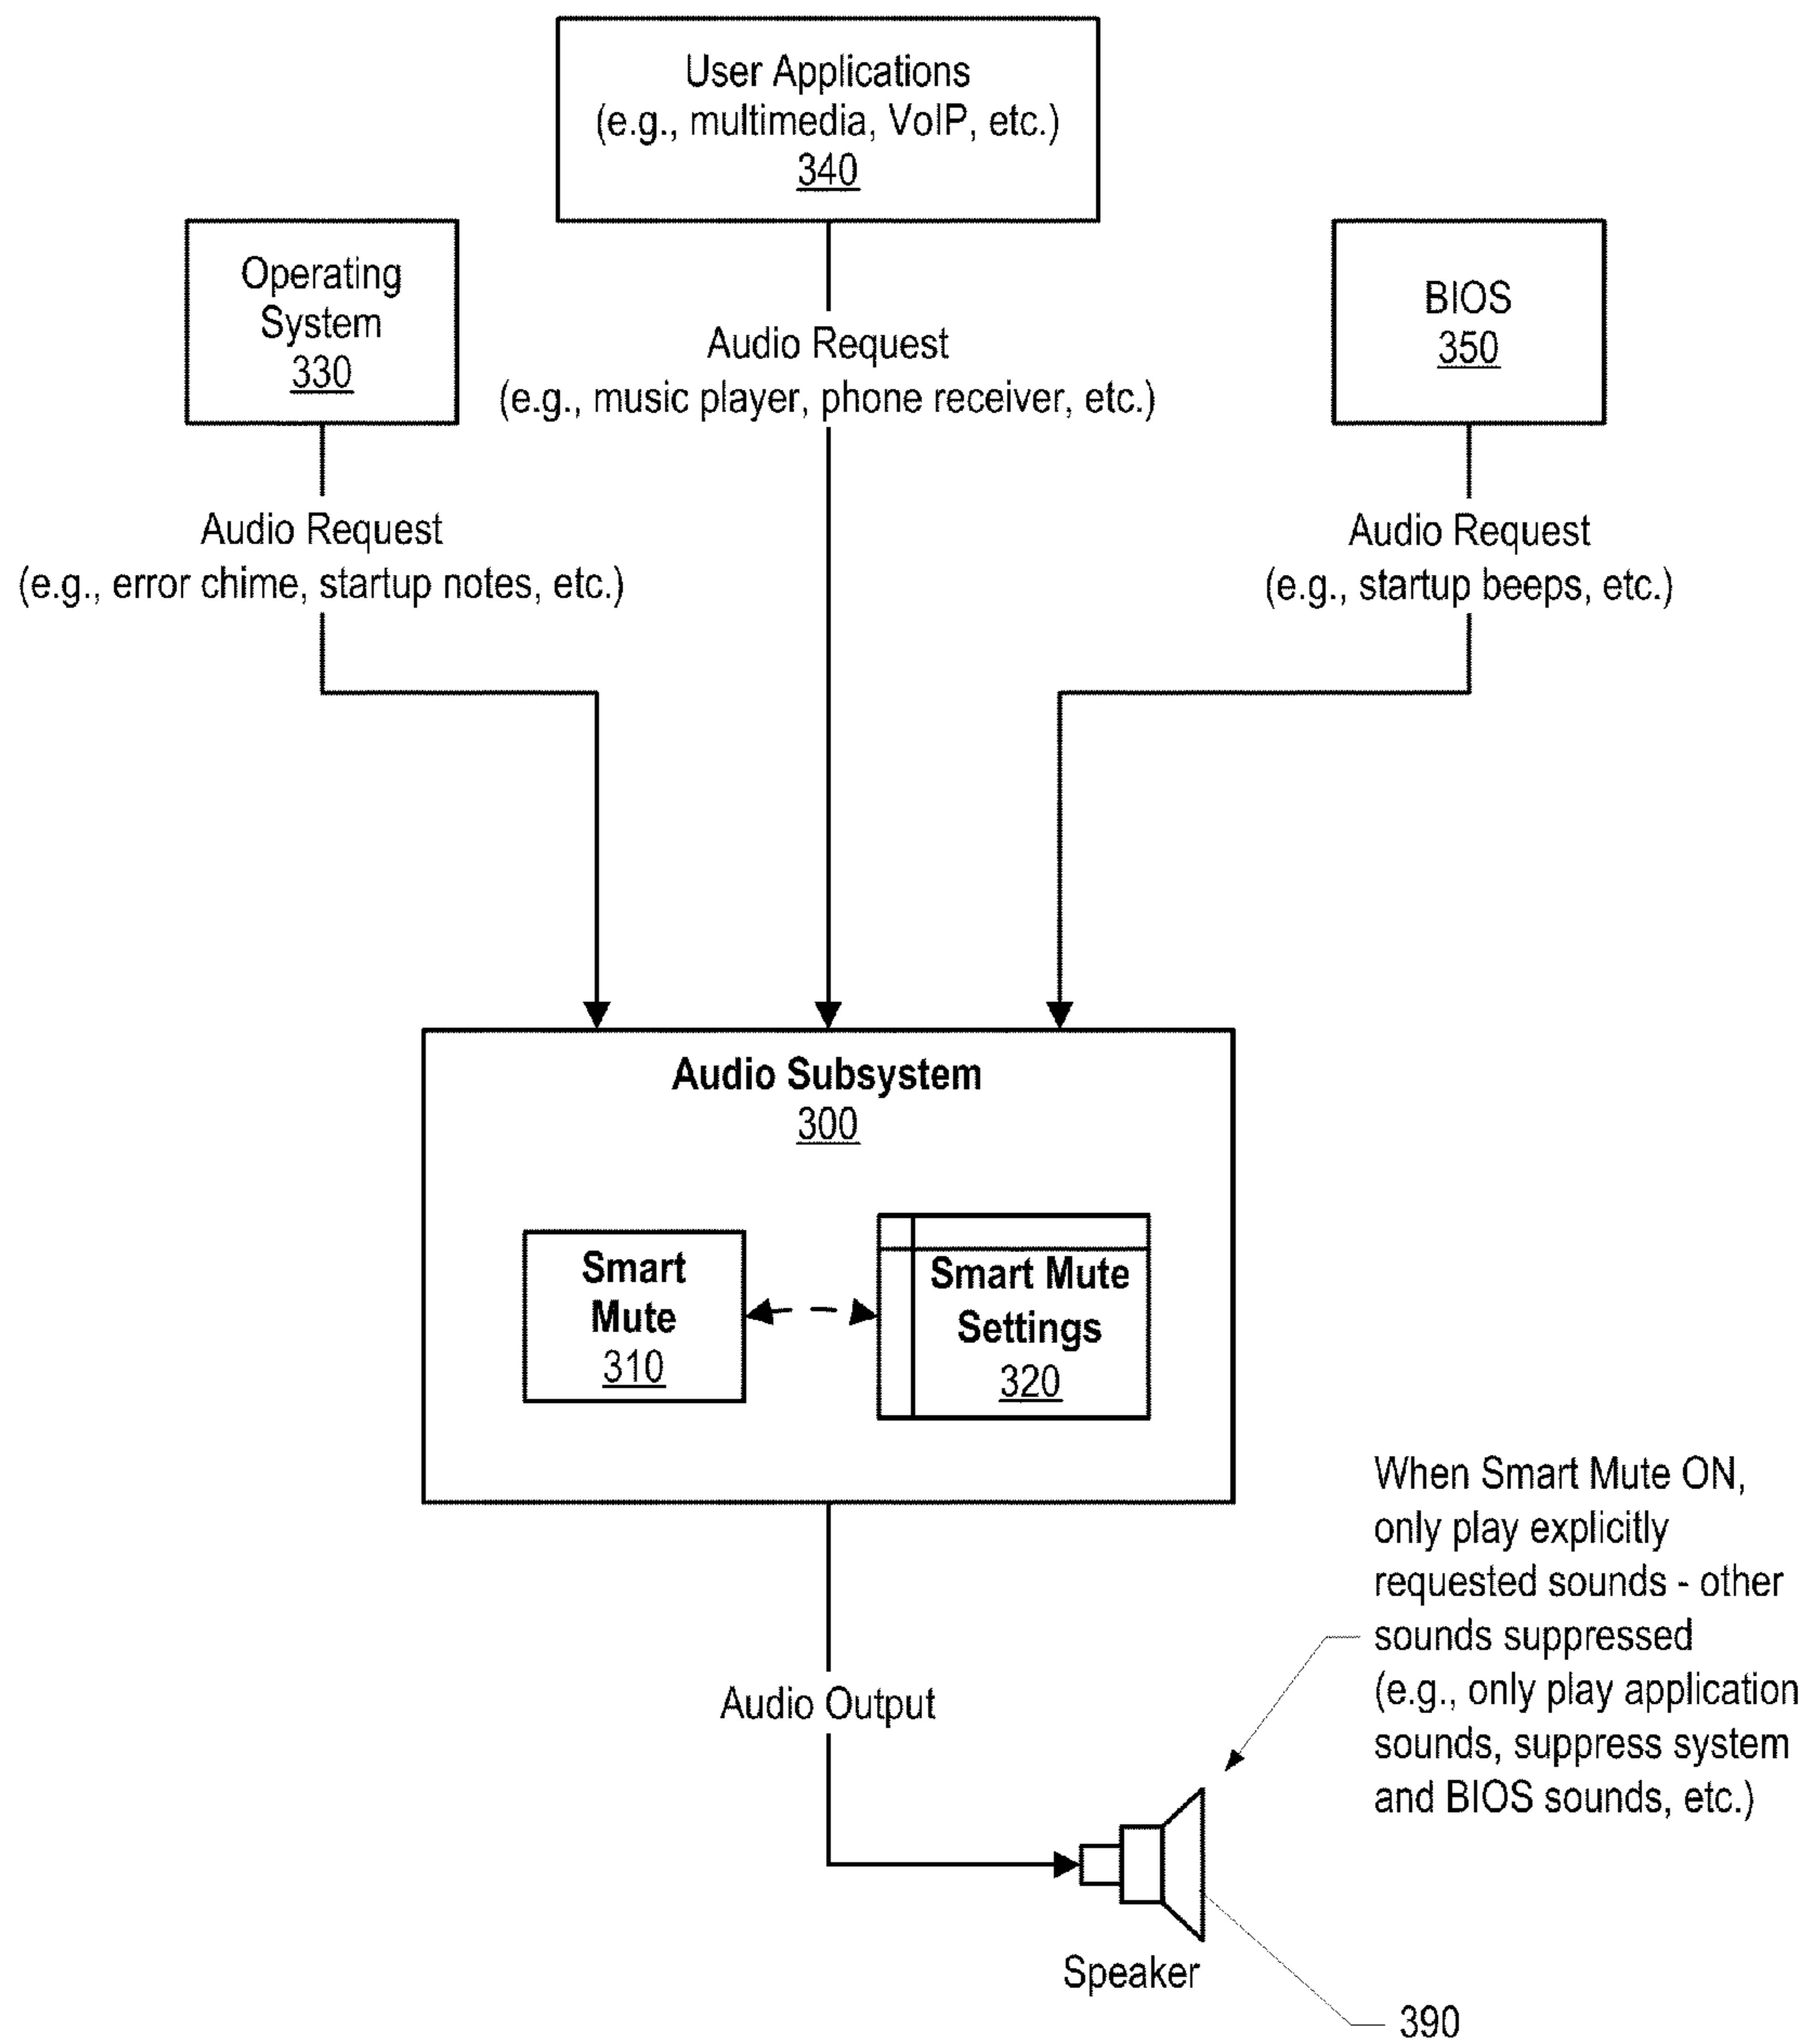 User Applications
(e.g., multimedia, VoIP, etc.)
340
Operating
System
330
BIOS
350
Audio Request
(e.g., music player, phone receiver, etc.)
Audio Request
(e.g., error chime, startup notes, etc.)
Audio Request
(e.g., startup beeps, etc.)
Audio Subsystem
300
Smart
Mute
310
Smart Mute
Settings
320
When Smart Mute ON,
only play explicitly
requested sounds - other
sounds suppressed
(e.g., only play application
sounds, suppress system
and BIOS sounds, etc.)
Audio Output
Speaker
390